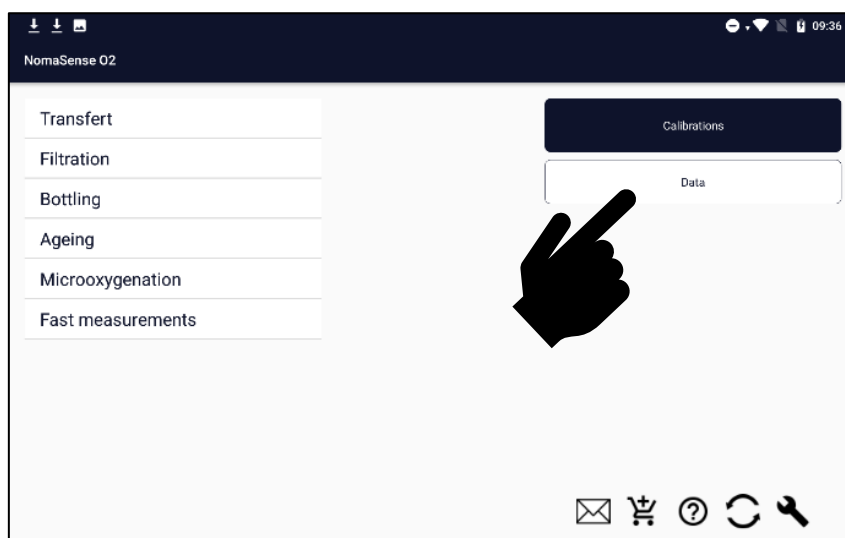 09:36
NomaSense O2
Transfert
Filtration
Bottling
Ageing
Microoxygenation
Fast measurements
Calibrations
Data